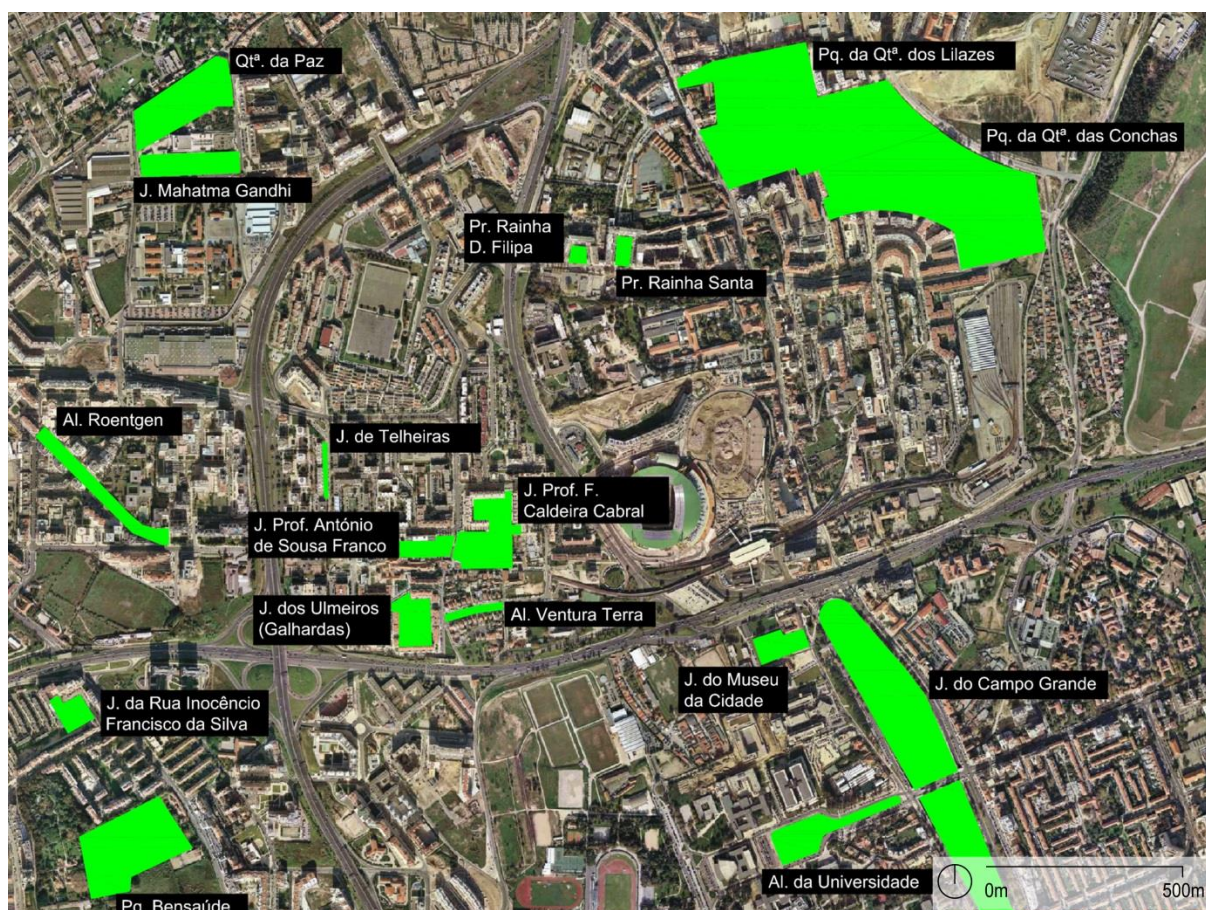 Qtª. da Paz
Pq. da Qtª. dos Lilazes
Pq. da Qtª. das Conchas
J. Mahatma Gandhi
Pr. Rainha
D. Filipa
Pr. Rainha Santa
Al. Roentgen
J. de Telheiras
J. Prof. F.
Caldeira Cabral
J. Prof. António
de Sousa Franco
J. dos Ulmeiros
(Galhardas)
Al. Ventura Terra
J. do Museu
da Cidade
J. do Campo Grande
J. da Rua Inocêncio
Francisco da Silva
Al. da Universidade
0m
500m
Pq. Bensaúde